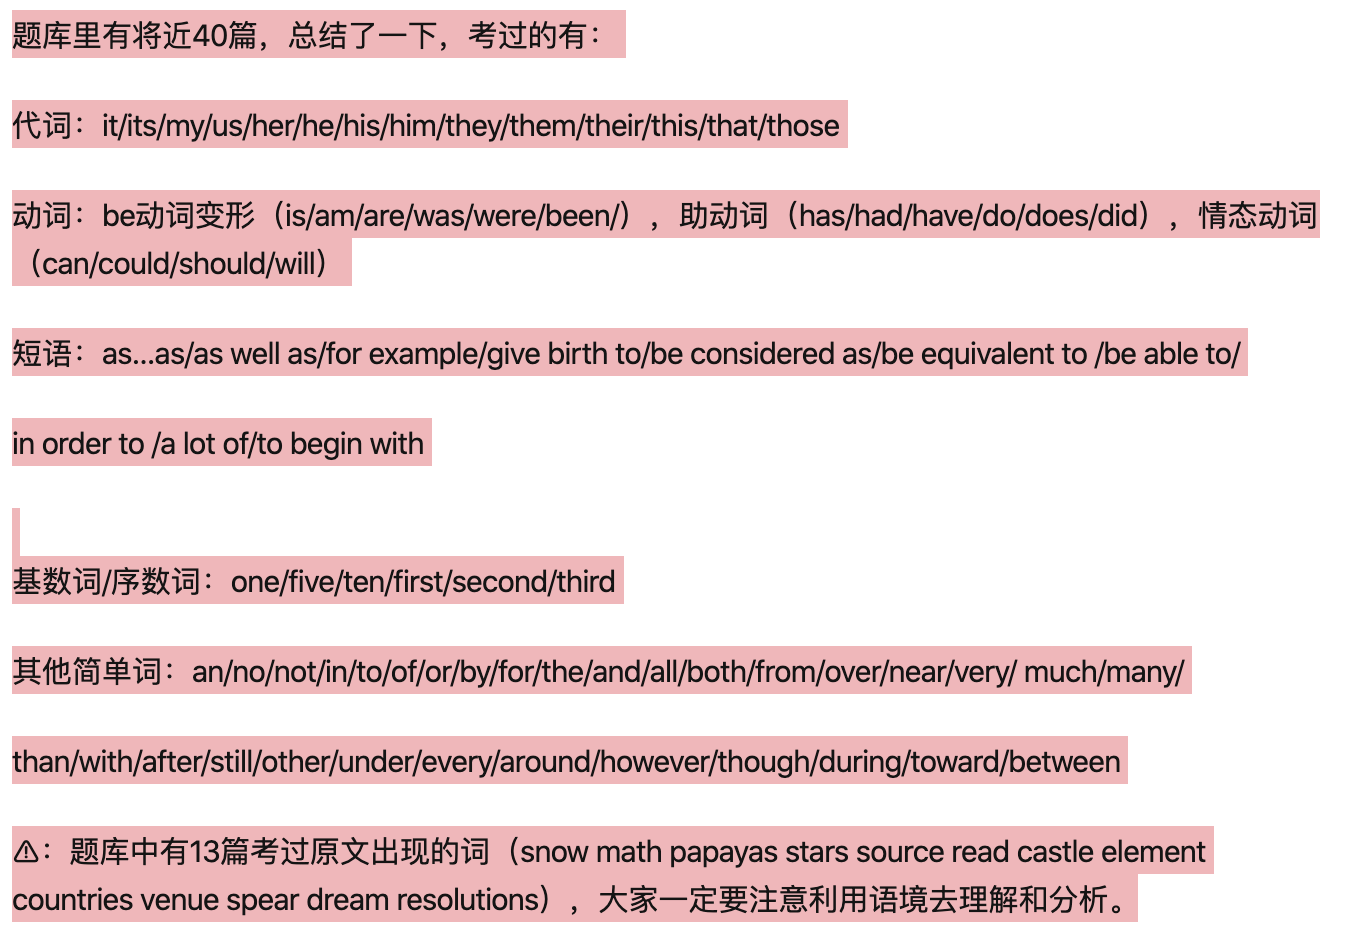 题库里有将近40篇，总结了一下，考过的有：
代词：it/its/my/us/her/he/his/him/they/them/their/this/that/those
动词：be动词变形（is/am/are/was/were/been/），助动词（has/had/have/do/does/did），情态动词
（can/could/should/will）
短语：as...as/as well as/for example/give birth to/be considered as/be equivalent to /be able to/
in order to /a lot of/to begin with
基数词/序数词：one/five/ten/first/second/third
其他简单词：an/no/not/in/to/of/or/by/for/the/and/all/both/from/over/near/very/ much/many/
than/with/after/still/other/under/every/around/however/though/during/toward/between
⚠：题库中有13篇考过原文出现的词（snow math papayas stars source read castle element
countries venue spear dream resolutions），大家一定要注意利用语境去理解和分析。